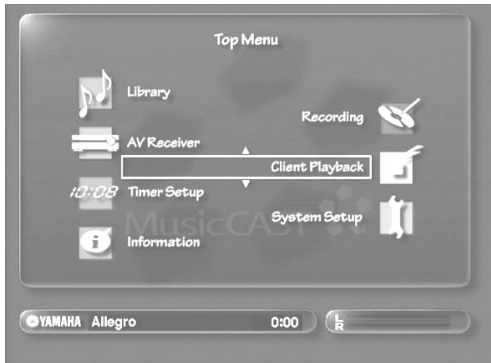 Top Menu
Library
Recording
AV Receiver
Client Playback
10:08 Timer Setup
MusicCAST
System Setup
i Information
YAMAHA Allegro 0:00 L
R